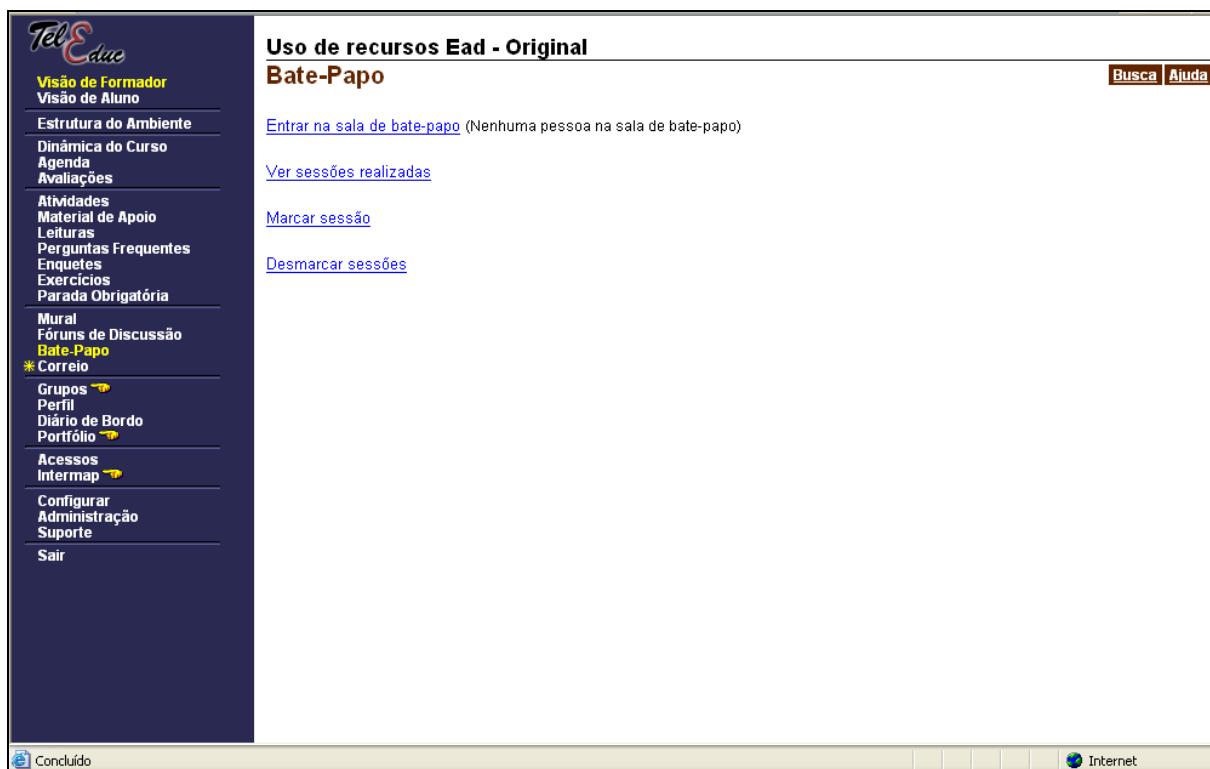 TelEduc
Visão de Formador
Visão de Aluno
Estrutura do Ambiente
Dinâmica do Curso
Agenda
Avaliações
Atividades
Material de Apoio
Leituras
Perguntas Frequentes
Enquetes
Exercícios
Parada Obrigatória
Mural
Fóruns de Discussão
Bate-Papo
Correio
Grupos
Perfil
Diário de Bordo
Portfólio
Acessos
Intermap
Configurar
Administração
Suporte
Sair
Uso de recursos Ead - Original
Bate-Papo
Busca Ajuda
Entrar na sala de bate-papo (Nenhuma pessoa na sala de bate-papo)
Ver sessões realizadas
Marcar sessão
Desmarcar sessões
Concluído
Internet